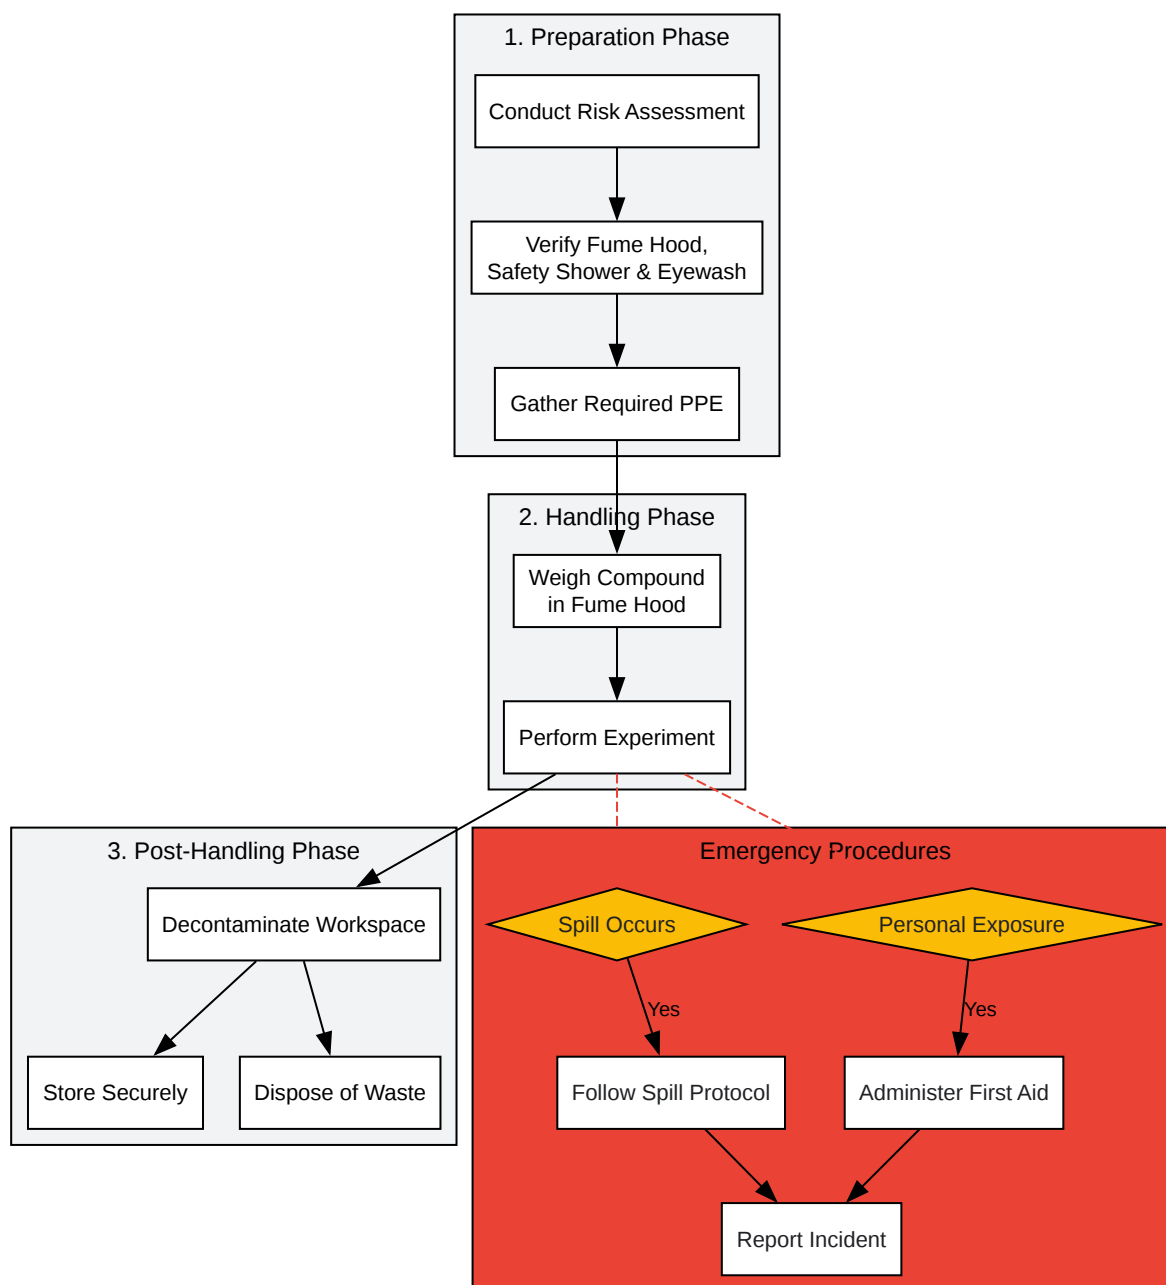 1. Preparation Phase
Conduct Risk Assessment
Verify Fume Hood,
Safety Shower & Eyewash
Gather Required PPE
2. Handling Phase
Weigh Compound
in Fume Hood
Perform Experiment
3. Post-Handling Phase
Decontaminate Workspace
Store Securely
Dispose of Waste
Emergency Procedures
Spill Occurs
Personal Exposure
Yes
Yes
Follow Spill Protocol
Administer First Aid
Report Incident